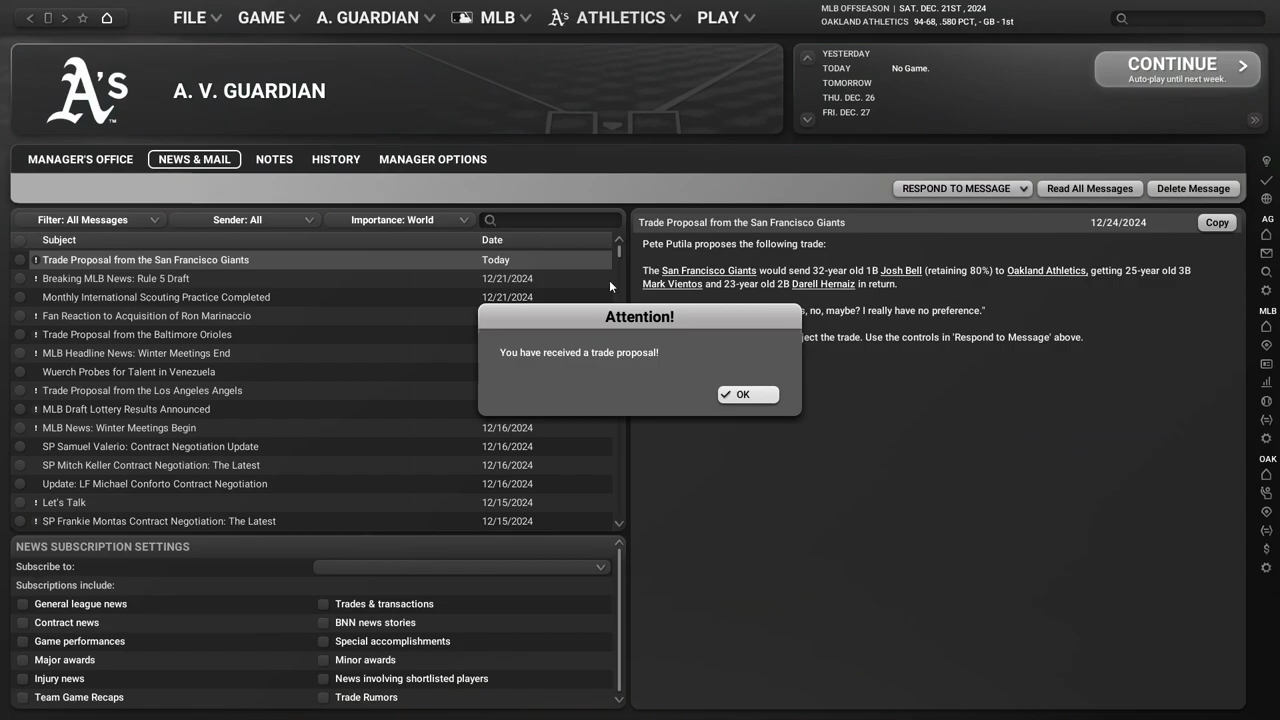 FILE
GAME
A. GUARDIAN
MLB
A's
ATHLETICS
PLAY
MLB OFFSEASON | SAT. DEC. 21ST , 2024
OAKLAND ATHLETICS 94-68, .580 PCT, - GB - 1st
A's
A. V. GUARDIAN
YESTERDAY
TODAY No Game.
TOMORROW
THU. DEC. 26
FRI. DEC. 27
CONTINUE
Auto-play until next week.
MANAGER'S OFFICE
NEWS & MAIL
NOTES
HISTORY
MANAGER OPTIONS
RESPOND TO MESSAGE
Read All Messages
Delete Message
Filter: All Messages
Sender: All
Importance: World
Subject Date
! Trade Proposal from the San Francisco Giants Today
! Breaking MLB News: Rule 5 Draft 12/21/2024
Monthly International Scouting Practice Completed 12/21/2024
! Fan Reaction to Acquisition of Ron Marinaccio
! Trade Proposal from the Baltimore Orioles
! MLB Headline News: Winter Meetings End
Wuerch Probes for Talent in Venezuela
! Trade Proposal from the Los Angeles Angels
! MLB Draft Lottery Results Announced
! MLB News: Winter Meetings Begin 12/16/2024
SP Samuel Valerio: Contract Negotiation Update 12/16/2024
SP Mitch Keller Contract Negotiation: The Latest 12/16/2024
Update: LF Michael Conforto Contract Negotiation 12/16/2024
! Let's Talk 12/15/2024
! SP Frankie Montas Contract Negotiation: The Latest 12/15/2024
Trade Proposal from the San Francisco Giants 12/24/2024
Copy
Pete Putila proposes the following trade:
The San Francisco Giants would send 32-year old 1B Josh Bell (retaining 80%) to Oakland Athletics, getting 25-year old 3B
Mark Vientos and 23-year old 2B Darell Hernaiz in return.
s, no, maybe? I really have no preference."
ject the trade. Use the controls in 'Respond to Message' above.
Attention!
You have received a trade proposal!
OK
NEWS SUBSCRIPTION SETTINGS
Subscribe to:
Subscriptions include:
General league news Trades & transactions
Contract news BNN news stories
Game performances Special accomplishments
Major awards Minor awards
Injury news News involving shortlisted players
Team Game Recaps Trade Rumors
AG
MLB
OAK